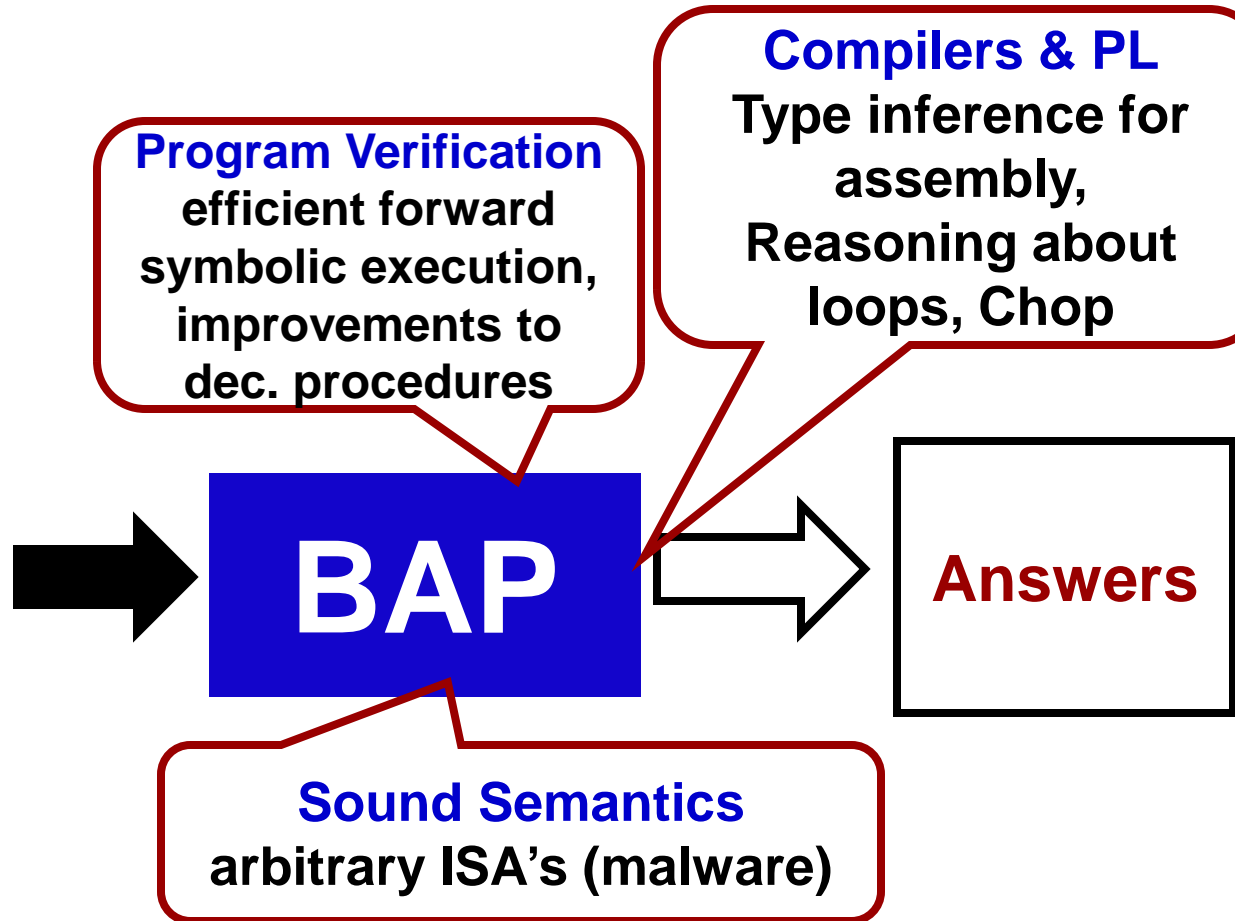 Compilers & PL
Type inference for
assembly,
Reasoning about
loops, Chop
Program Verification
efficient forward
symbolic execution,
improvements to
dec. procedures
BAP
Answers
Sound Semantics
arbitrary ISA's (malware)